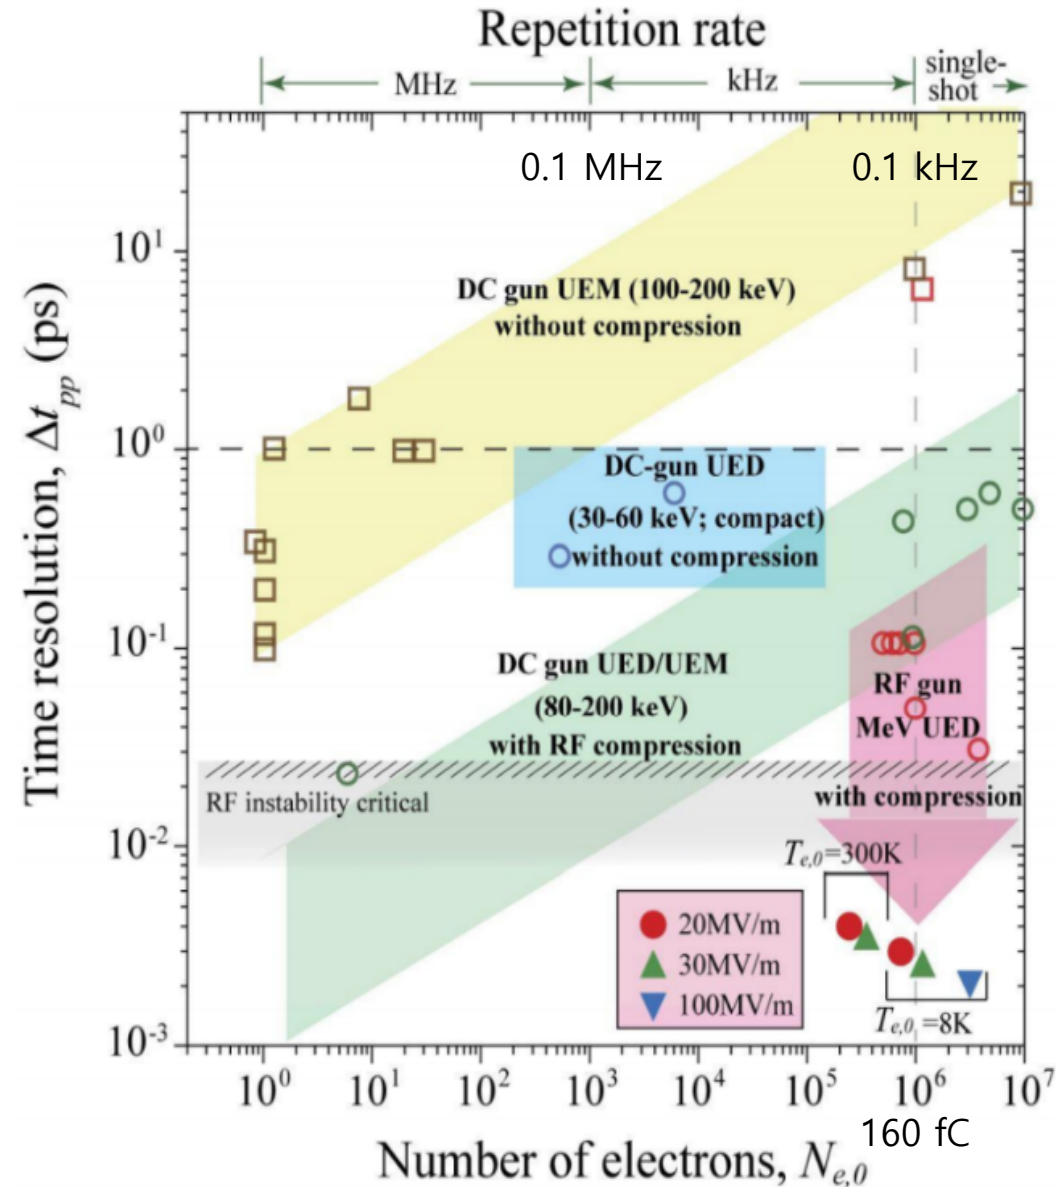 Repetition rate
MHz
kHz
single-
shot
0.1 MHz
0.1 kHz
10¹
DC gun UEM (100-200 keV)
without compression
10⁰
DC-gun UED
(30-60 keV; compact)
without compression
10⁻¹
DC gun UED/UEM
(80-200 keV)
with RF compression
RF gun
MeV UED
with compression
RF instability critical
10⁻²
Tₑ,₀=300K
20MV/m
30MV/m
100MV/m
Tₑ,₀=8K
10⁻³
10⁰ 10¹ 10² 10³ 10⁴ 10⁵ 10⁶ 10⁷
160 fC
Number of electrons, Nₑ,₀
Time resolution, Δt_pp (ps)